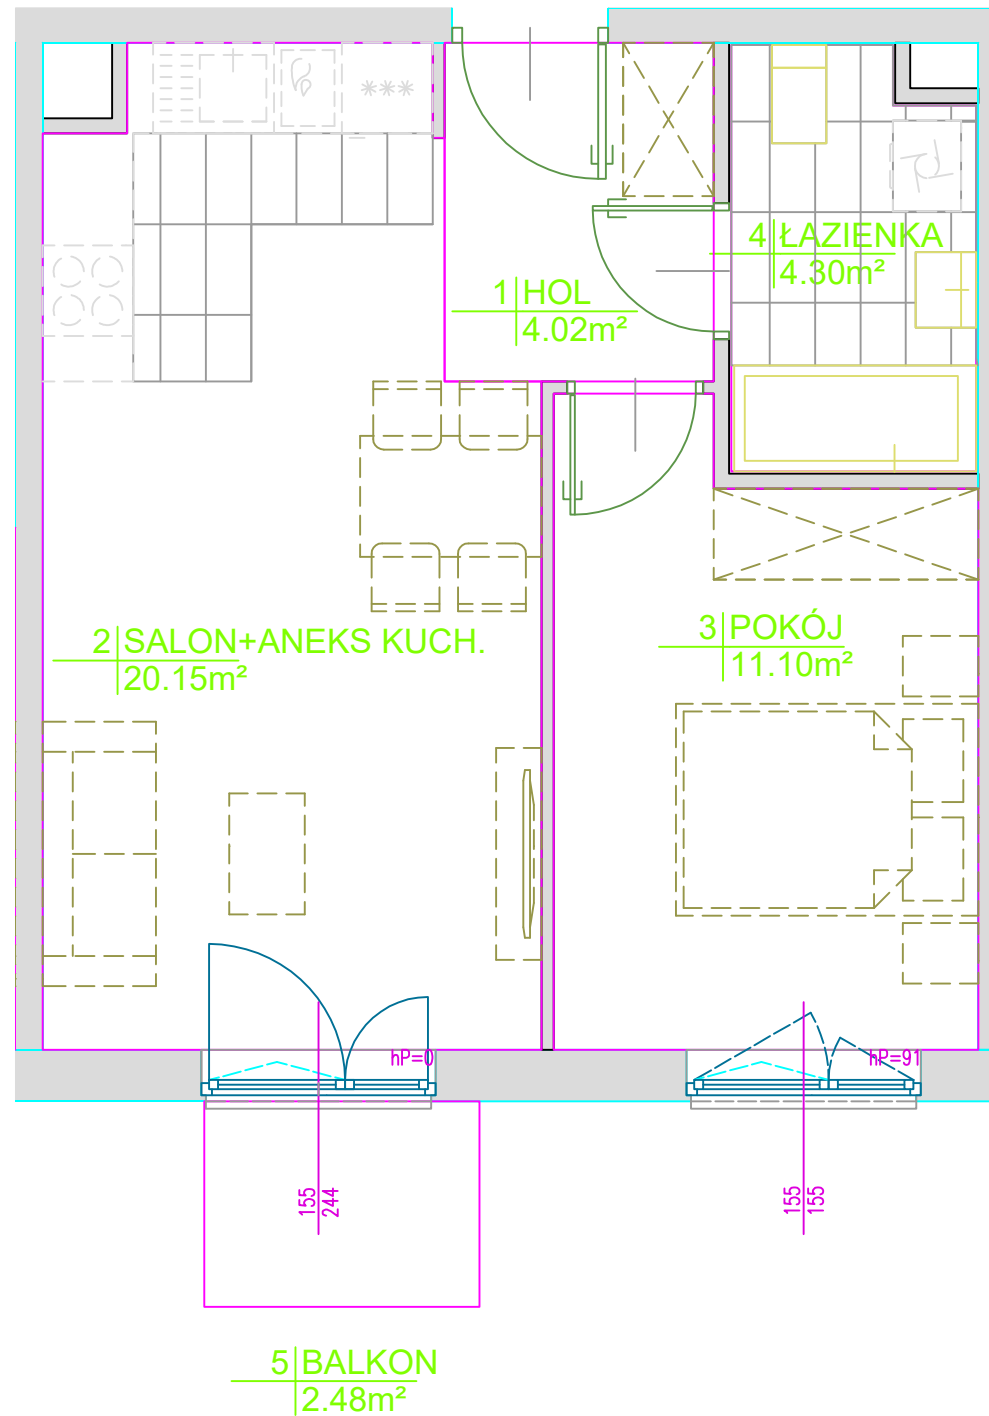 4 ŁAZIENKA
4.30m²
1 HOL
4.02m²
2 SALON+ANEKS KUCH.
20.15m²
3 POKÓJ
11.10m²
hP=0
hP=91
155
244
155
155
5 BALKON
2.48m²